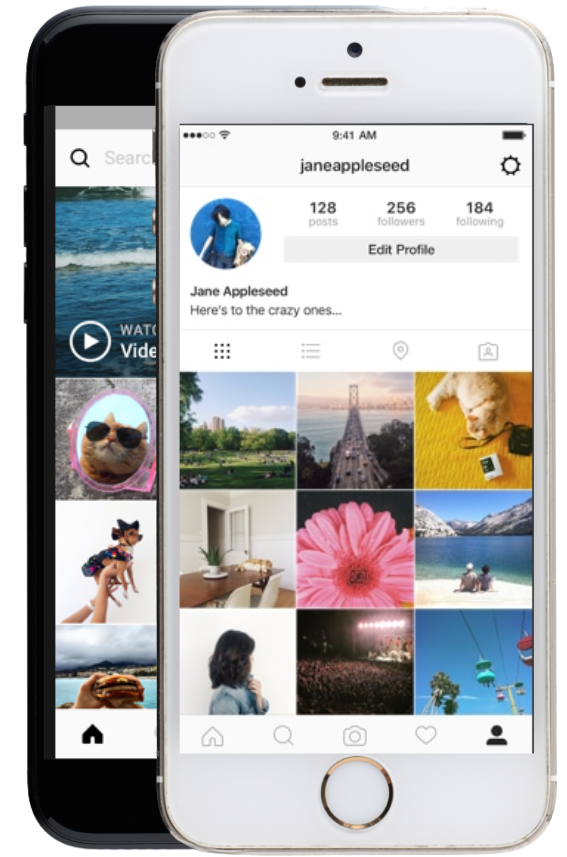 Searc
WATC
Vide
9:41 AM
janeappleseed
128 256 184
posts followers following
Edit Profile
Jane Appleseed
Here's to the crazy ones...